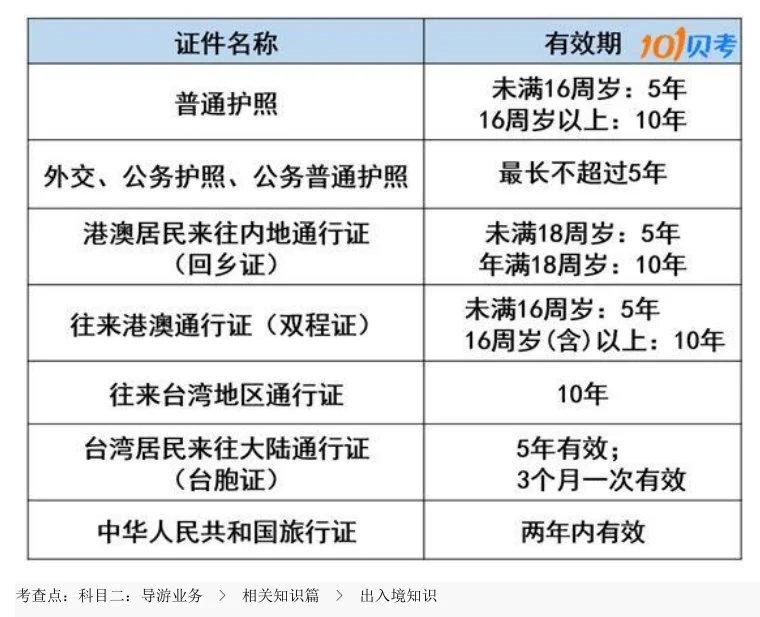 证件名称
有效期 101贝考
普通护照
未满16周岁：5年
16周岁以上：10年
外交、公务护照、公务普通护照
最长不超过5年
港澳居民来往内地通行证
（回乡证）
未满18周岁：5年
年满18周岁：10年
往来港澳通行证（双程证）
未满16周岁：5年
16周岁(含)以上：10年
往来台湾地区通行证
10年
台湾居民来往大陆通行证
（台胞证）
5年有效；
3个月一次有效
中华人民共和国旅行证
两年内有效
考查点：科目二：导游业务 > 相关知识篇 > 出入境知识